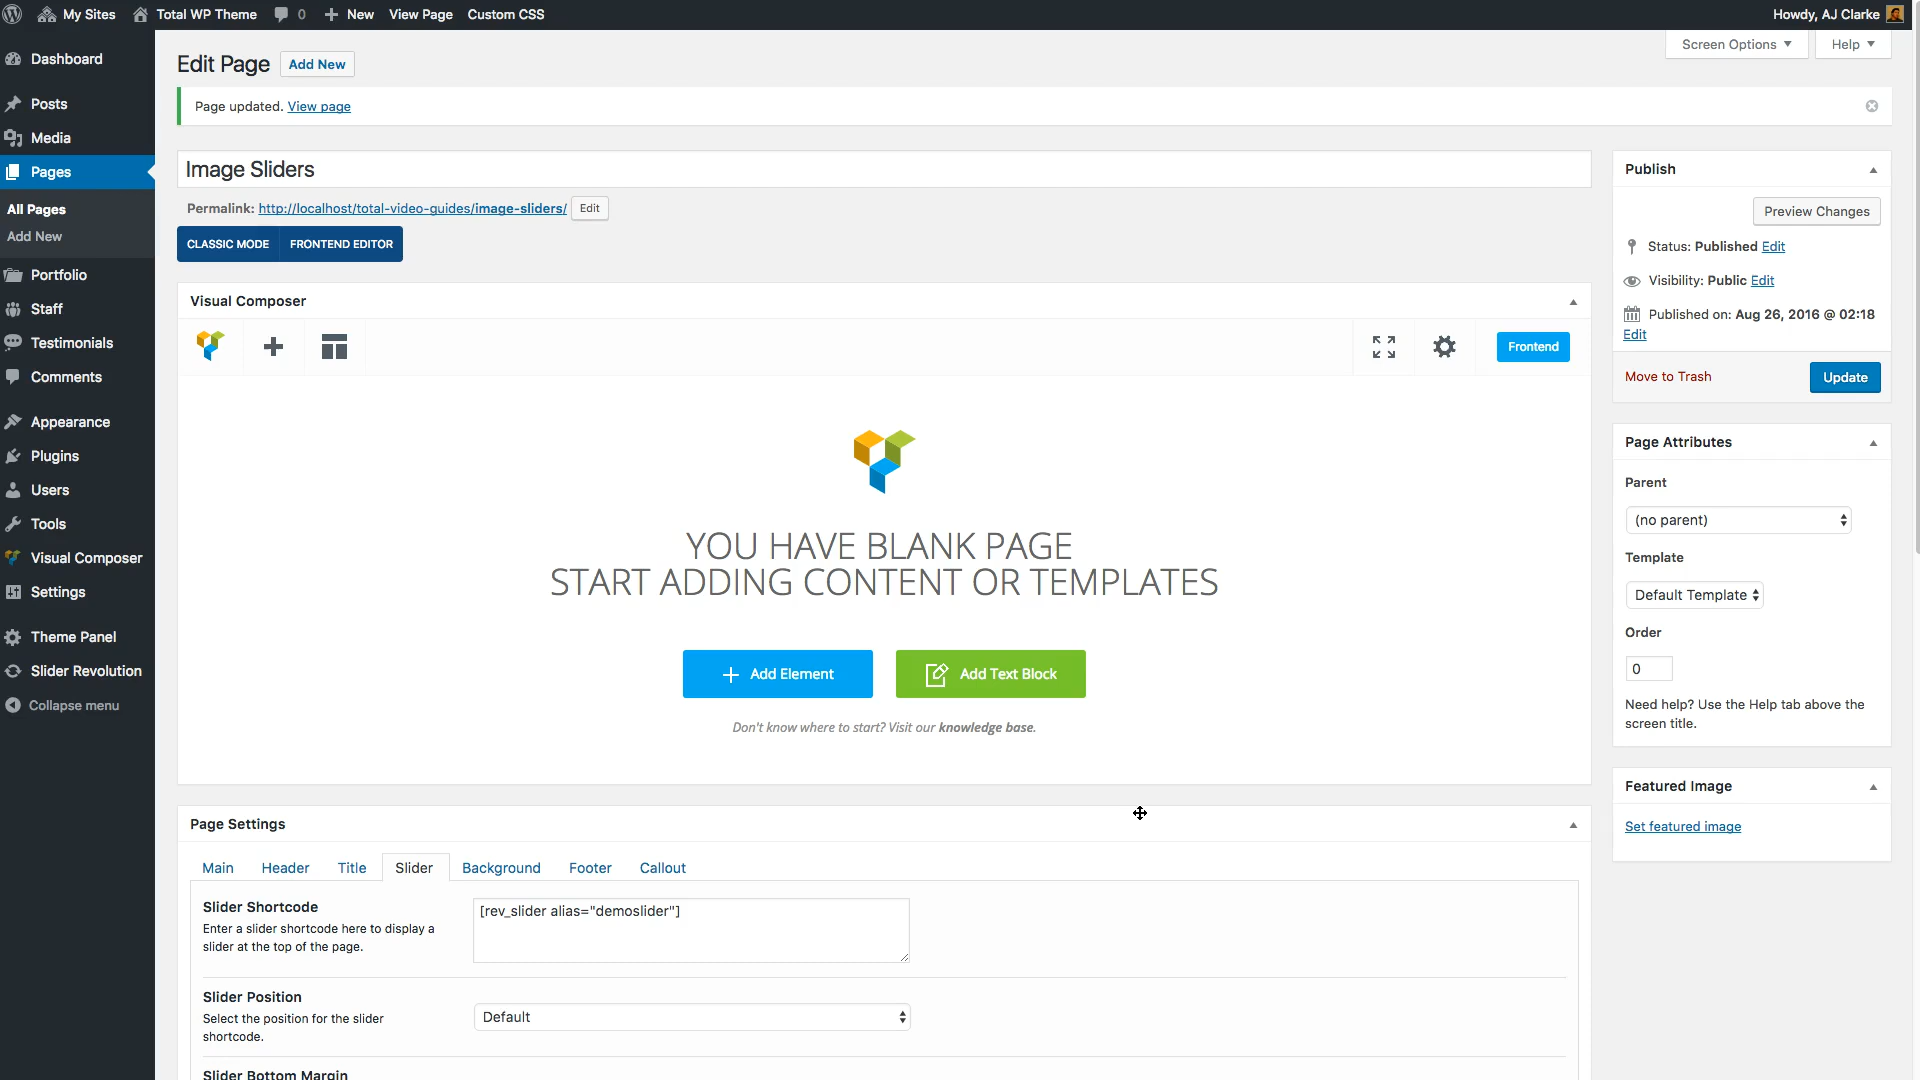 My Sites
Total WP Theme
0
New
View Page
Custom CSS
Howdy, AJ Clarke
Dashboard
Posts
Media
Pages
All Pages
Add New
Portfolio
Staff
Testimonials
Comments
Appearance
Plugins
Users
Tools
Visual Composer
Settings
Theme Panel
Slider Revolution
Collapse menu
Screen Options
Help
Edit Page
Add New
Page updated. View page
Image Sliders
Permalink: http://localhost/total-video-guides/image-sliders/ Edit
CLASSIC MODE
FRONTEND EDITOR
Visual Composer
Frontend
YOU HAVE BLANK PAGE
START ADDING CONTENT OR TEMPLATES
Add Element
Add Text Block
Don't know where to start? Visit our knowledge base.
Page Settings
Main
Header
Title
Slider
Background
Footer
Callout
Slider Shortcode
Enter a slider shortcode here to display a
slider at the top of the page.
[rev_slider alias="demoslider"]
Slider Position
Select the position for the slider
shortcode.
Default
Slider Bottom Margin
Publish
Preview Changes
Status: Published Edit
Visibility: Public Edit
Published on: Aug 26, 2016 @ 02:18
Edit
Move to Trash
Update
Page Attributes
Parent
(no parent)
Template
Default Template
Order
0
Need help? Use the Help tab above the
screen title.
Featured Image
Set featured image